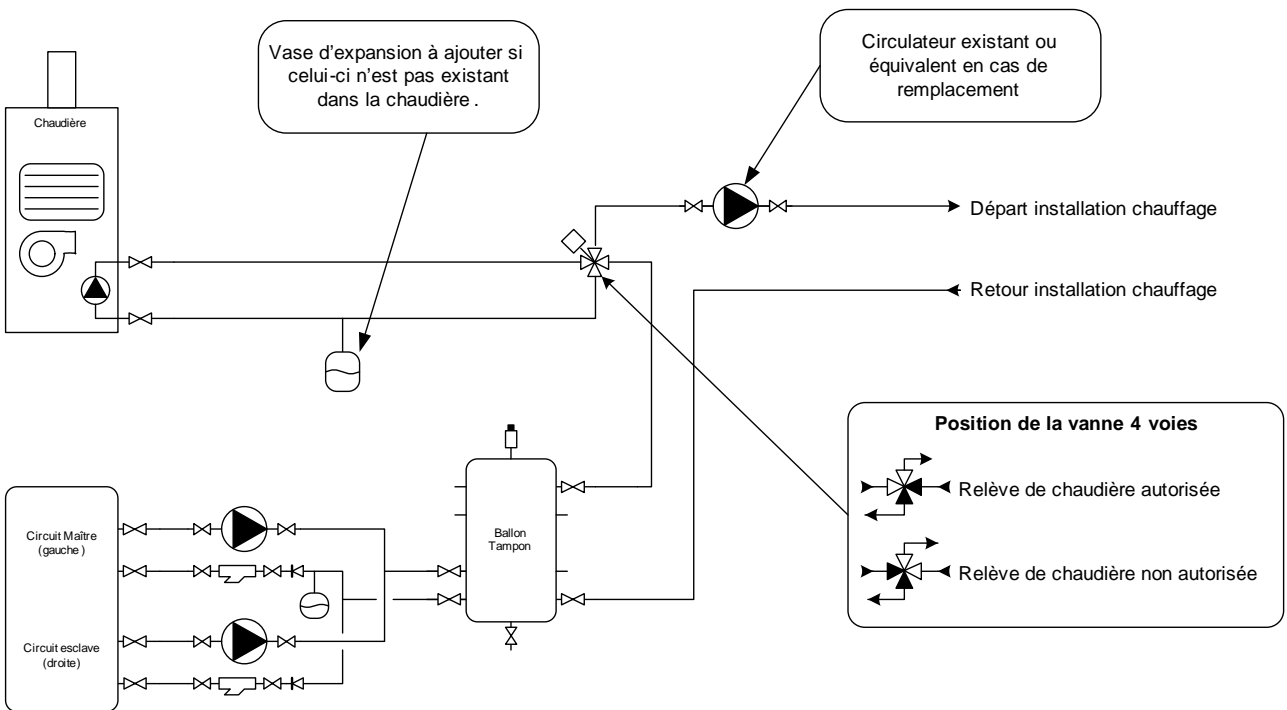 Vase d'expansion à ajouter si
celui-ci n'est pas existant
dans la chaudière .
Circulateur existant ou
équivalent en cas de
remplacement
Chaudière
Départ installation chauffage
Retour installation chauffage
Position de la vanne 4 voies
Relève de chaudière autorisée
Relève de chaudière non autorisée
Circuit Maître
(gauche )
Ballon
Tampon
Circuit esclave
(droite)